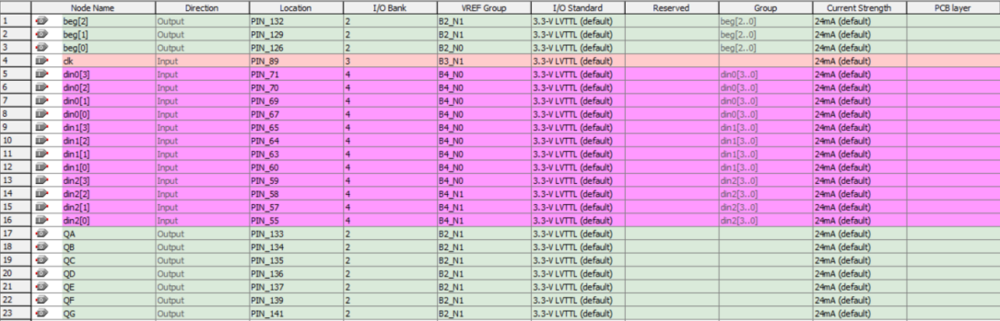 Node Name Direction Location I/O Bank VREF Group I/O Standard Reserved Group Current Strength PCB layer
1 beg[2] Output PIN_132 2 B2_N1 3.3-V LVTTL (default) beg[2..0] 24mA (default)
2 beg[1] Output PIN_129 2 B2_N1 3.3-V LVTTL (default) beg[2..0] 24mA (default)
3 beg[0] Output PIN_126 2 B2_N0 3.3-V LVTTL (default) beg[2..0] 24mA (default)
4 clk Input PIN_89 3 B3_N1 3.3-V LVTTL (default) 24mA (default)
5 din0[3] Input PIN_71 4 B4_N0 3.3-V LVTTL (default) din0[3..0] 24mA (default)
6 din0[2] Input PIN_70 4 B4_N0 3.3-V LVTTL (default) din0[3..0] 24mA (default)
7 din0[1] Input PIN_69 4 B4_N0 3.3-V LVTTL (default) din0[3..0] 24mA (default)
8 din0[0] Input PIN_67 4 B4_N0 3.3-V LVTTL (default) din0[3..0] 24mA (default)
9 din1[3] Input PIN_65 4 B4_N0 3.3-V LVTTL (default) din1[3..0] 24mA (default)
10 din1[2] Input PIN_64 4 B4_N0 3.3-V LVTTL (default) din1[3..0] 24mA (default)
11 din1[1] Input PIN_63 4 B4_N0 3.3-V LVTTL (default) din1[3..0] 24mA (default)
12 din1[0] Input PIN_60 4 B4_N0 3.3-V LVTTL (default) din1[3..0] 24mA (default)
13 din2[3] Input PIN_59 4 B4_N0 3.3-V LVTTL (default) din2[3..0] 24mA (default)
14 din2[2] Input PIN_58 4 B4_N1 3.3-V LVTTL (default) din2[3..0] 24mA (default)
15 din2[1] Input PIN_57 4 B4_N1 3.3-V LVTTL (default) din2[3..0] 24mA (default)
16 din2[0] Input PIN_55 4 B4_N1 3.3-V LVTTL (default) din2[3..0] 24mA (default)
17 QA Output PIN_133 2 B2_N1 3.3-V LVTTL (default) 24mA (default)
18 QB Output PIN_134 2 B2_N1 3.3-V LVTTL (default) 24mA (default)
19 QC Output PIN_135 2 B2_N1 3.3-V LVTTL (default) 24mA (default)
20 QD Output PIN_136 2 B2_N1 3.3-V LVTTL (default) 24mA (default)
21 QE Output PIN_137 2 B2_N1 3.3-V LVTTL (default) 24mA (default)
22 QF Output PIN_139 2 B2_N1 3.3-V LVTTL (default) 24mA (default)
23 QG Output PIN_141 2 B2_N1 3.3-V LVTTL (default) 24mA (default)